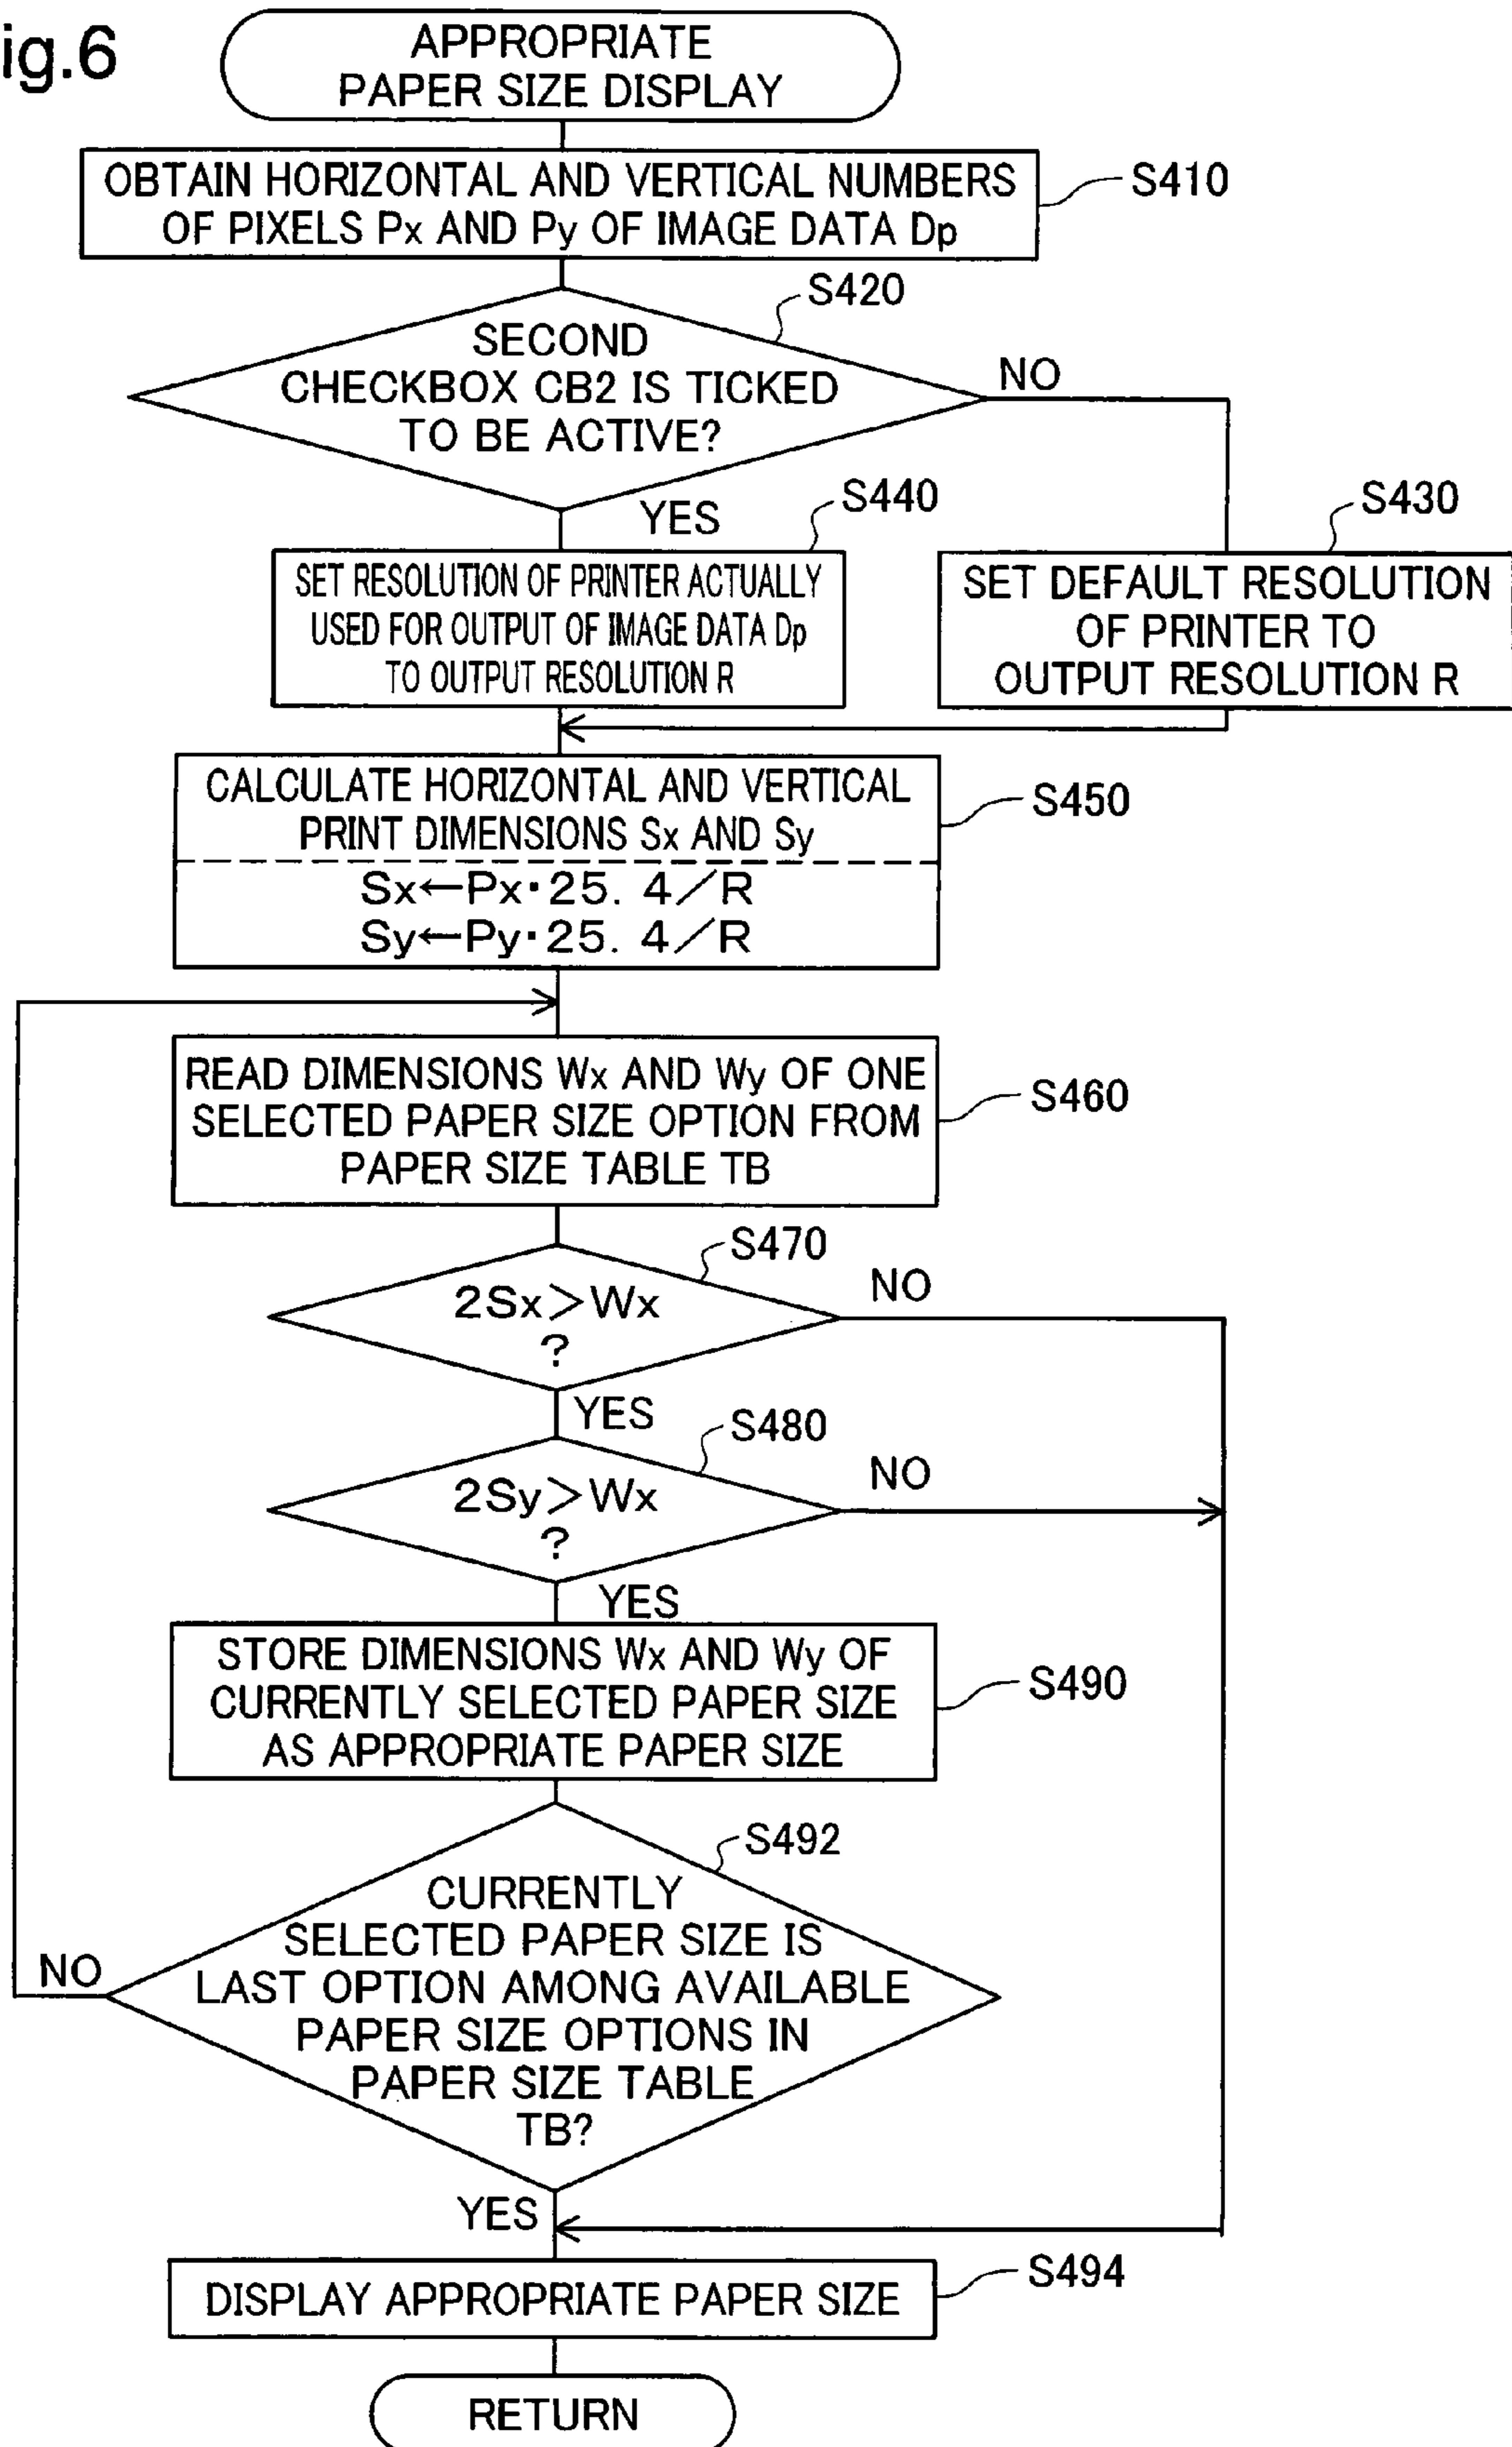 ig.6
APPROPRIATE
PAPER SIZE DISPLAY
OBTAIN HORIZONTAL AND VERTICAL NUMBERS
OF PIXELS Px AND Py OF IMAGE DATA Dp
S410
S420
SECOND
CHECKBOX CB2 IS TICKED
TO BE ACTIVE?
NO
YES
S440
S430
SET RESOLUTION OF PRINTER ACTUALLY
USED FOR OUTPUT OF IMAGE DATA Dp
TO OUTPUT RESOLUTION R
SET DEFAULT RESOLUTION
OF PRINTER TO
OUTPUT RESOLUTION R
CALCULATE HORIZONTAL AND VERTICAL
PRINT DIMENSIONS Sx AND Sy
S450
Sx←Px·25. 4/R
Sy←Py·25. 4/R
READ DIMENSIONS Wx AND Wy OF ONE
SELECTED PAPER SIZE OPTION FROM
PAPER SIZE TABLE TB
S460
S470
2Sx>Wx
?
NO
YES
S480
2Sy>Wx
?
NO
YES
STORE DIMENSIONS Wx AND Wy OF
CURRENTLY SELECTED PAPER SIZE
AS APPROPRIATE PAPER SIZE
S490
S492
CURRENTLY
SELECTED PAPER SIZE IS
LAST OPTION AMONG AVAILABLE
PAPER SIZE OPTIONS IN
PAPER SIZE TABLE
TB?
NO
YES
DISPLAY APPROPRIATE PAPER SIZE
S494
RETURN